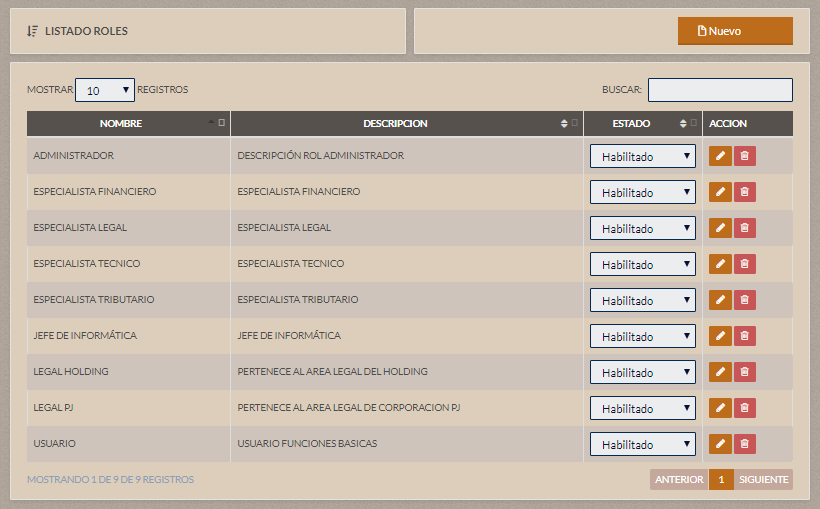 LISTADO ROLES
Nuevo
MOSTRAR 10 REGISTROS BUSCAR:
NOMBRE DESCRIPCION ESTADO ACCION
ADMINISTRADOR DESCRIPCIÓN ROL ADMINISTRADOR Habilitado
ESPECIALISTA FINANCIERO ESPECIALISTA FINANCIERO Habilitado
ESPECIALISTA LEGAL ESPECIALISTA LEGAL Habilitado
ESPECIALISTA TECNICO ESPECIALISTA TECNICO Habilitado
ESPECIALISTA TRIBUTARIO ESPECIALISTA TRIBUTARIO Habilitado
JEFE DE INFORMÁTICA JEFE DE INFORMÁTICA Habilitado
LEGAL HOLDING PERTENECE AL AREA LEGAL DEL HOLDING Habilitado
LEGAL PJ PERTENECE AL AREA LEGAL DE CORPORACION PJ Habilitado
USUARIO USUARIO FUNCIONES BASICAS Habilitado
MOSTRANDO 1 DE 9 DE 9 REGISTROS ANTERIOR 1 SIGUIENTE